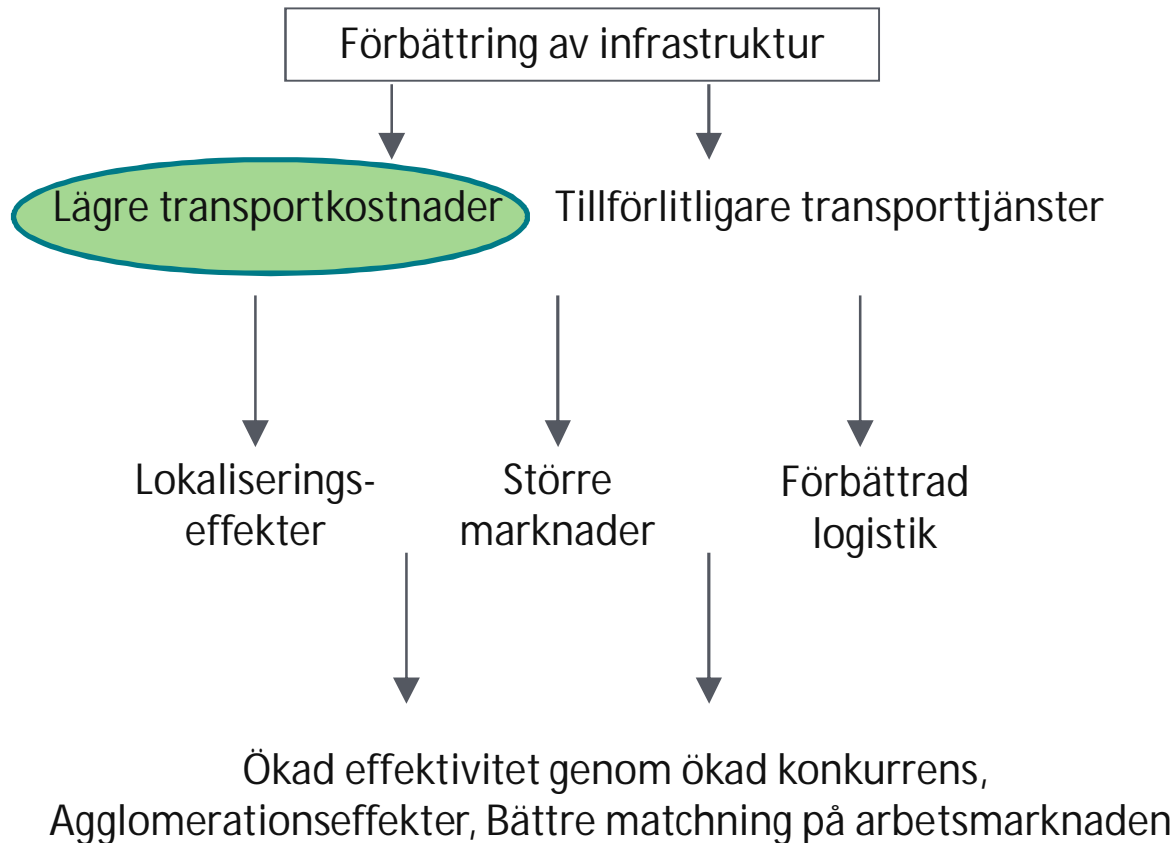 Förbättring av infrastruktur
Lägre transportkostnader
Tillförlitligare transporttjänster
Lokaliserings-
effekter
Större
marknader
Förbättrad
logistik
Ökad effektivitet genom ökad konkurrens,
Agglomerationseffekter, Bättre matchning på arbetsmarknaden